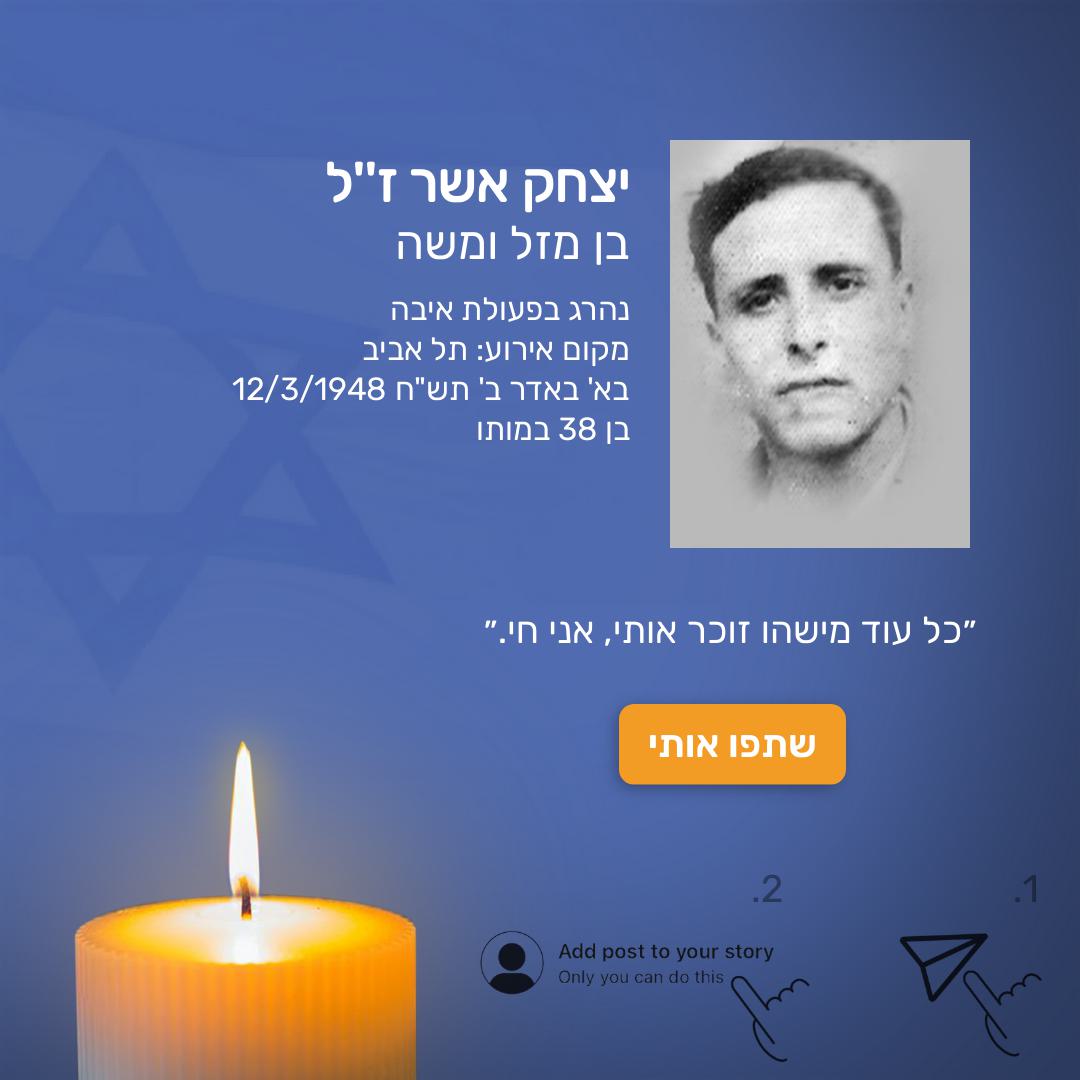 יצחק אשר ז"ל
בן מזל ומשה
נהרג בפעולת איבה
מקום אירוע: תל אביב
בא' באדר ב' תש"ח 12/3/1948
בן 38 במותו
״כל עוד מישהו זוכר אותי, אני חי.״
שתפו אותי
1.
2.
Add post to your story
Only you can do this